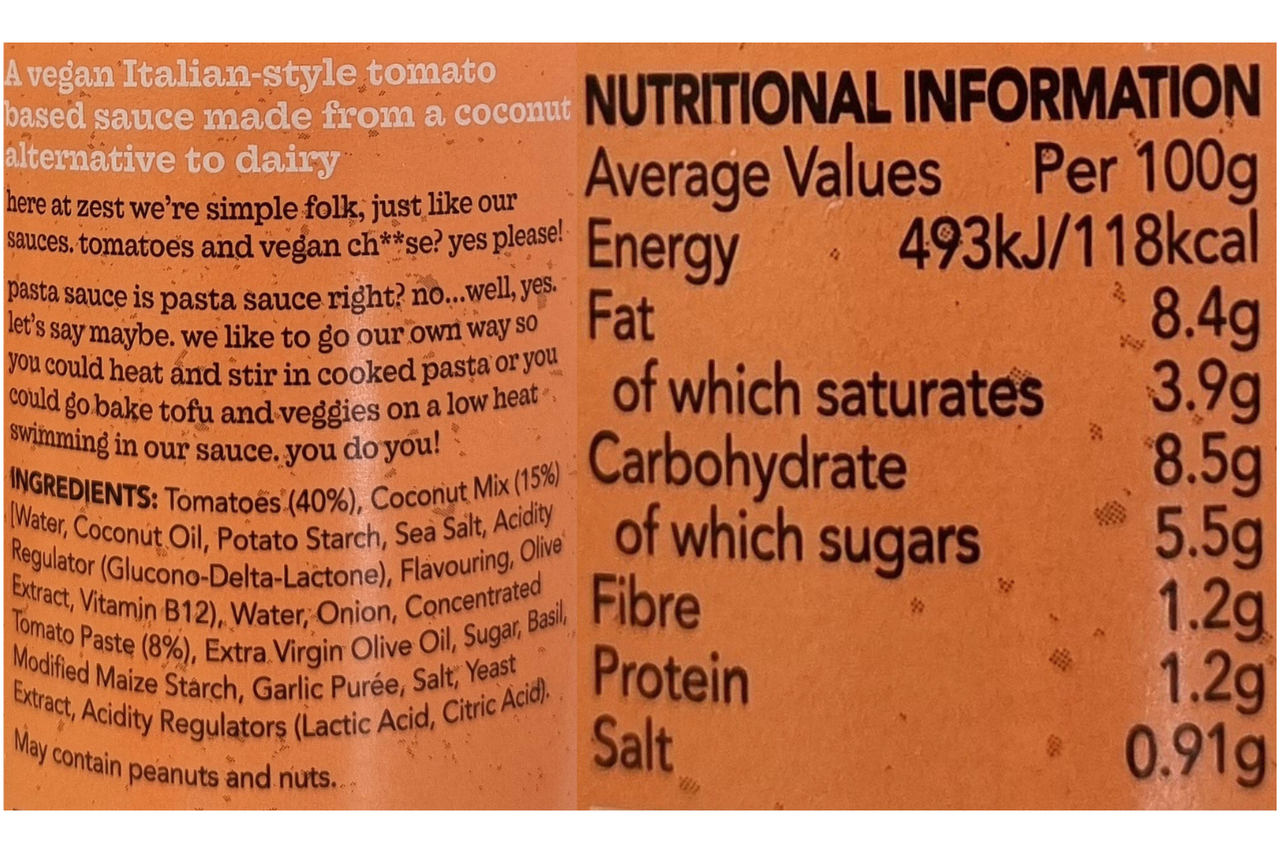 A vegan Italian-style tomato
based sauce made from a coconut
alternative to dairy
here at zest we're simple folk, just like our
sauces. tomatoes and vegan ch**se? yes please!
pasta sauce is pasta sauce right? no...well, yes.
let's say maybe. we like to go our own way so
you could heat and stir in cooked pasta or you
could go bake tofu and veggies on a low heat
swimming in our sauce. you do you!
INGREDIENTS: Tomatoes (40%), Coconut Mix (15%)
[Water, Coconut Oil, Potato Starch, Sea Salt, Acidity
Regulator (Glucono-Delta-Lactone), Flavouring, Olive
Extract, Vitamin B12), Water, Onion, Concentrated
Tomato Paste (8%), Extra Virgin Olive Oil, Sugar, Basil,
Modified Maize Starch, Garlic Purée, Salt, Yeast
Extract, Acidity Regulators (Lactic Acid, Citric Acid).
May contain peanuts and nuts.
NUTRITIONAL INFORMATION
Average Values Per 100g
Energy 493kJ/118kcal
Fat 8.4g
of which saturates 3.9g
Carbohydrate 8.5g
of which sugars 5.5g
Fibre 1.2g
Protein 1.2g
Salt 0.91g